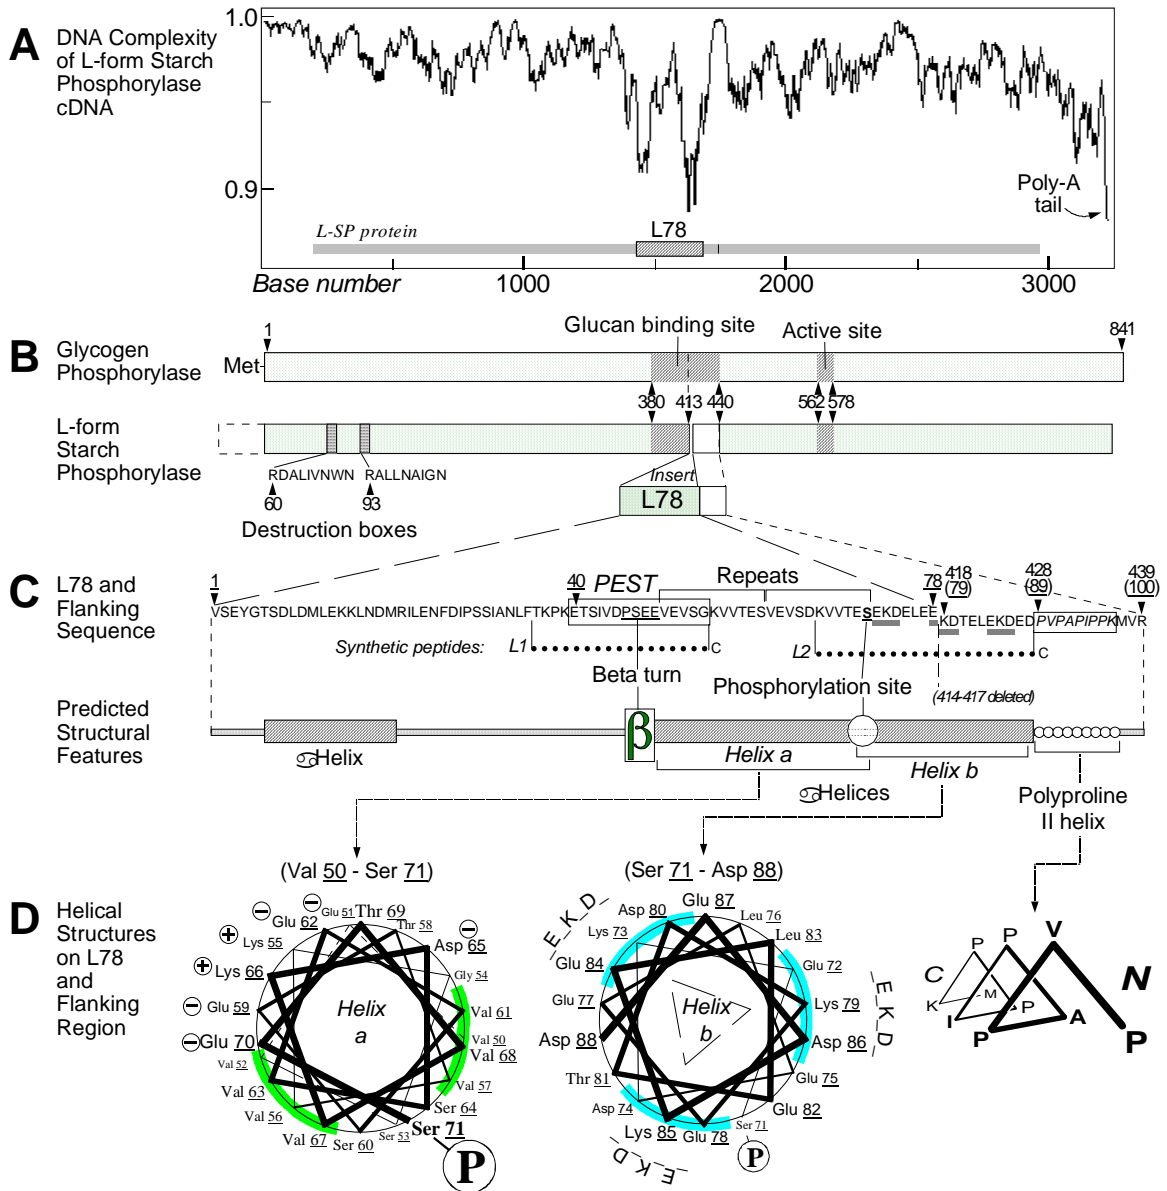 A
DNA Complexity
of L-form Starch
Phosphorylase
cDNA
1.0
0.9
Poly-A
tail
L-SP protein
L78
Base number
1000
2000
3000
B
Glycogen
Phosphorylase
1
Met
Glucan binding site
Active site
841
380
413
440
562
578
L-form
Starch
Phosphorylase
RDALIVNWN
RALLNAIGN
60
93
Destruction boxes
Insert
L78
C
L78 and
Flanking
Sequence
1
40
PEST
Repeats
78
418
(79)
428
(89)
439
(100)
VSEYGTSDLDMLEKKLNDMRILENFDIPSSIANLFTKPKETSIVDPSEEVEVSGKVVTESVEVSDKVVTESEKDELEE
KDTELEKDEDPVPAPIPPKMVR
Synthetic peptides:
L1
C
L2
C
Beta turn
Phosphorylation site
(414-417 deleted)
Predicted
Structural
Features
Helix
β
Helix a
Helix b
Helices
Polyproline
II helix
D
Helical
Structures
on L78
and
Flanking
Region
(Val 50 - Ser 71)
Glu 51
Thr 69
Thr 58
Glu 62
Asp 65
Lys 55
Gly 54
Lys 66
Val 61
Glu 59
Val 50
Val 68
Glu 70
Val 52
Val 57
Val 63
Ser 64
Val 56
Ser 71
Val 67
Ser 60
Ser 53
Helix
a
P
(Ser 71 - Asp 88)
Glu 87
Asp 80
Leu 76
Lys 73
Leu 83
Glu 84
Glu 72
Glu 77
Lys 79
Asp 88
Asp 86
Thr 81
Glu 75
Asp 74
Glu 82
Lys 85
Glu 78
Ser 71
Helix
b
P
_E_K_D_
_E_K_D_
_E_K_D_
V
P
P
C
N
K
M
P
I
A
P
P